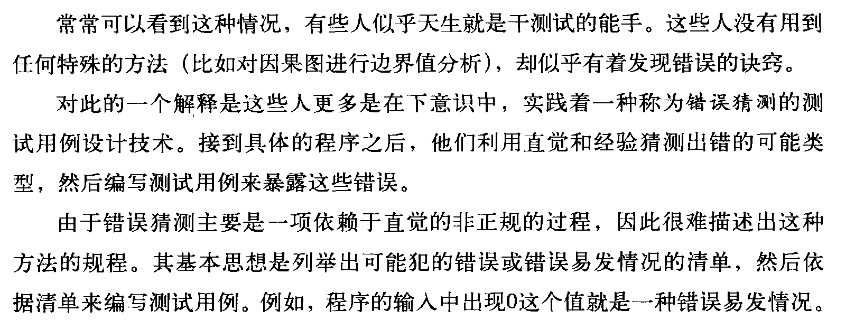 常常可以看到这种情况，有些人似乎天生就是干测试的能手。这些人没有用到
任何特殊的方法（比如对因果图进行边界值分析），却似乎有着发现错误的诀窍。
对此的一个解释是这些人更多是在下意识中，实践着一种称为错误猜测的测
试用例设计技术。接到具体的程序之后，他们利用直觉和经验猜测出错的可能类
型，然后编写测试用例来暴露这些错误。
由于错误猜测主要是一项依赖于直觉的非正规的过程，因此很难描述出这种
方法的规程。其基本思想是列举出可能犯的错误或错误易发情况的清单，然后依
据清单来编写测试用例。例如，程序的输入中出现0这个值就是一种错误易发情况。